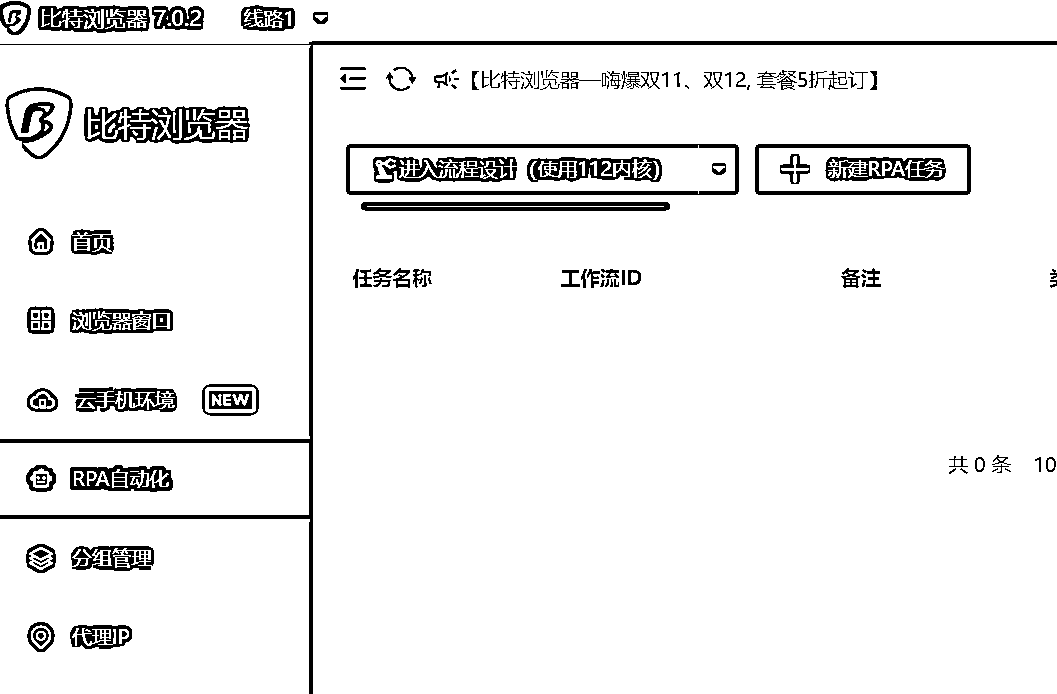 比特浏览器 7.0.2 线路1
【比特浏览器—嗨爆双11、双12, 套餐5折起订】
比特浏览器
进入流程设计 (使用112内核) 新建RPA任务
首页
任务名称 工作流ID 备注
浏览器窗口
云手机环境 NEW
共 0 条 10
RPA自动化
分组管理
代理IP